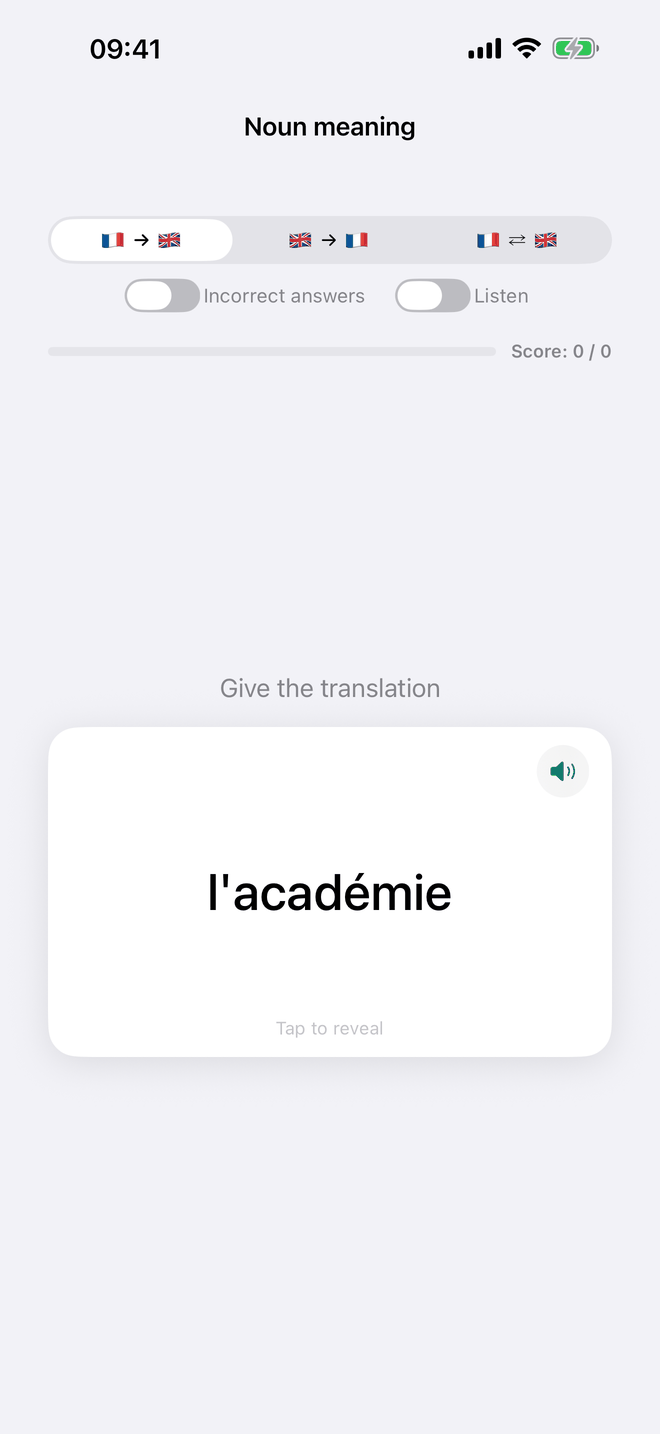 09:41
Noun meaning
🇫🇷 → 🇬🇧 🇬🇧 → 🇫🇷 🇫🇷 ⇄ 🇬🇧
Incorrect answers Listen
Score: 0 / 0
Give the translation
l'académie
Tap to reveal